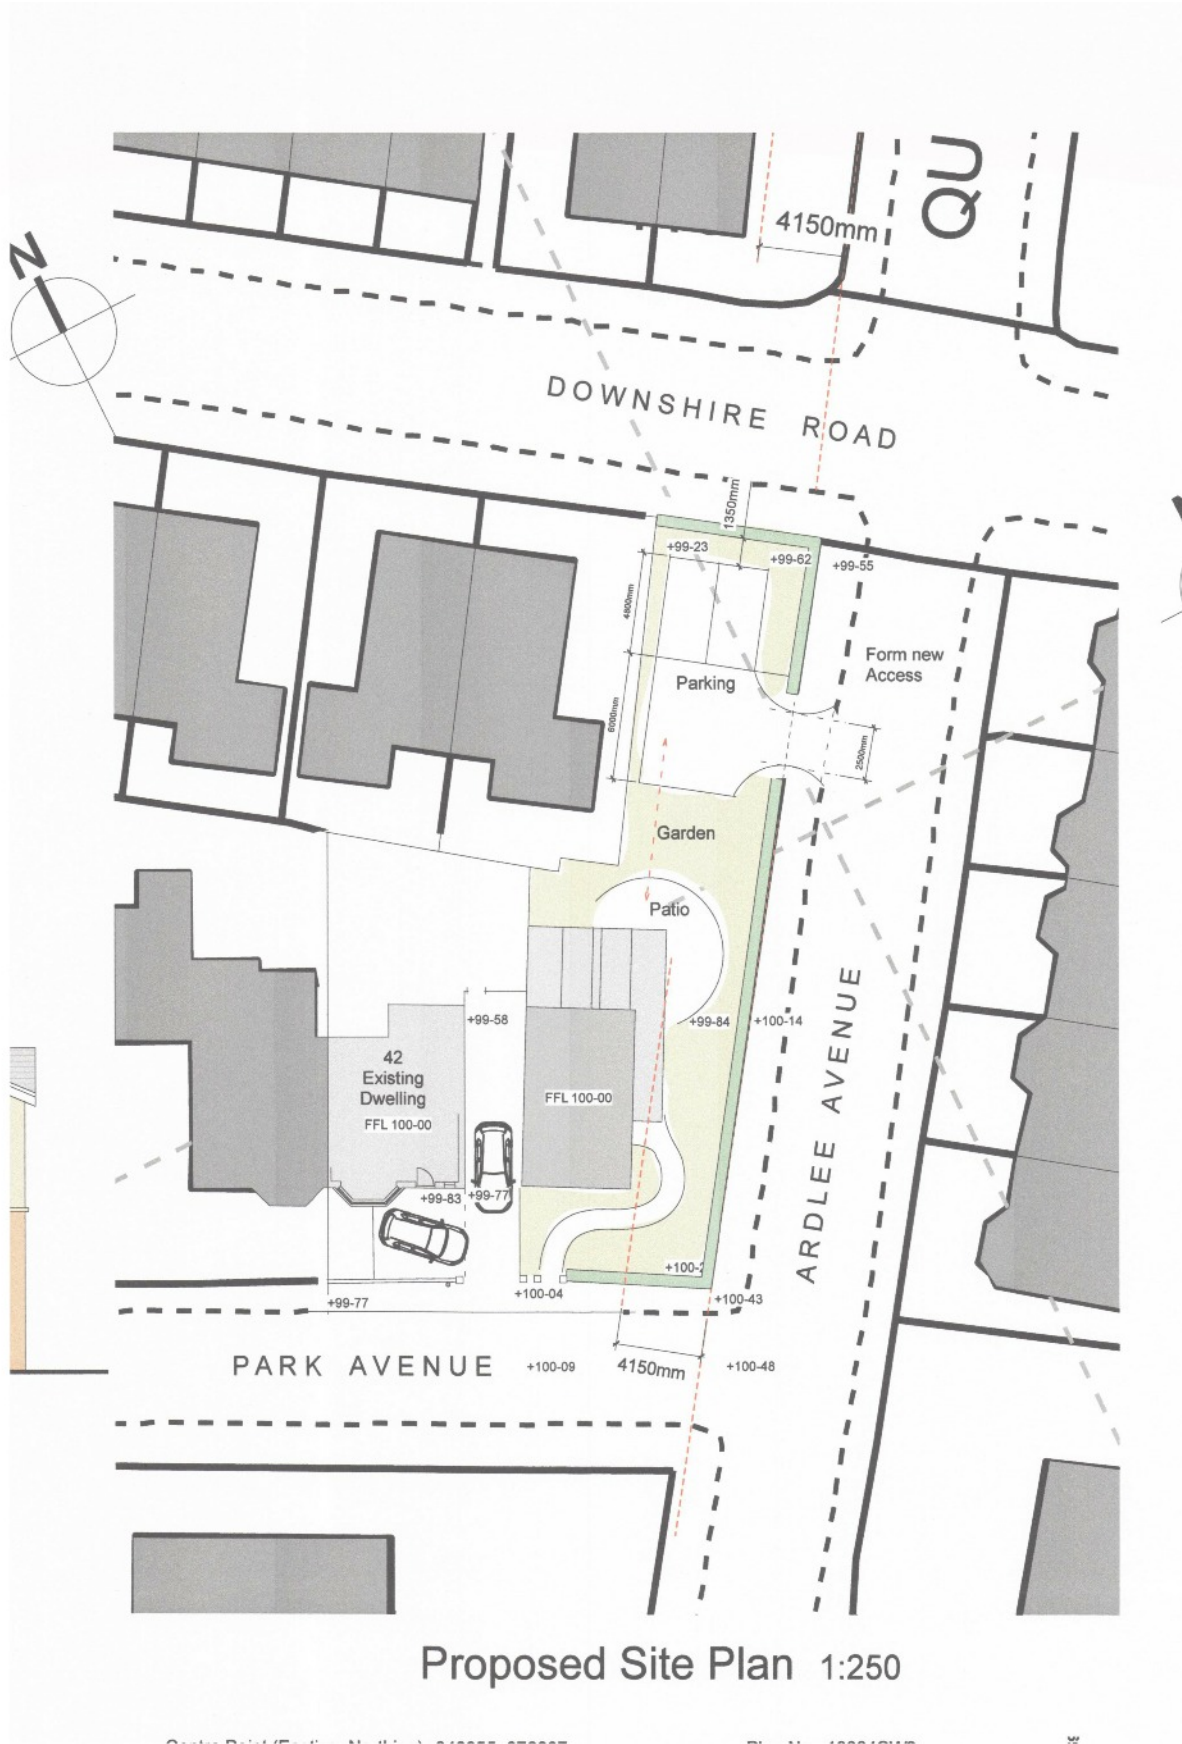 QU
4150mm
N
DOWNSHIRE ROAD
1350mm
+99-23
+99-62
+99-55
4800mm
Form new
Access
Parking
6000mm
2500mm
Garden
Patio
+99-58
+99-84
+100-14
42
Existing
Dwelling
FFL 100-00
FFL 100-00
ARDLEE AVENUE
+99-83
+99-77
+100-2
+99-77
+100-04
+100-43
PARK AVENUE
+100-09
4150mm
+100-48
Proposed Site Plan 1:250